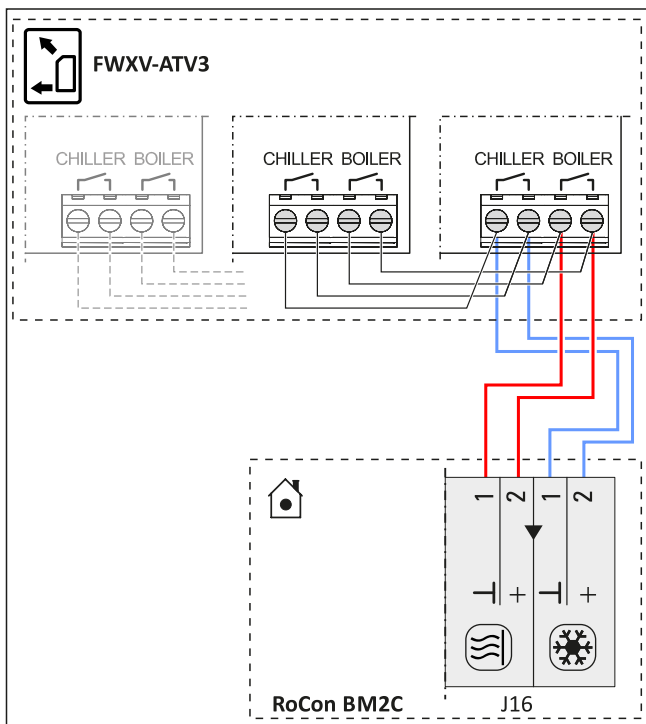 FWXV-ATV3
CHILLER BOILER
CHILLER BOILER
CHILLER BOILER
1 2 1 2
+ +
RoCon BM2C
J16